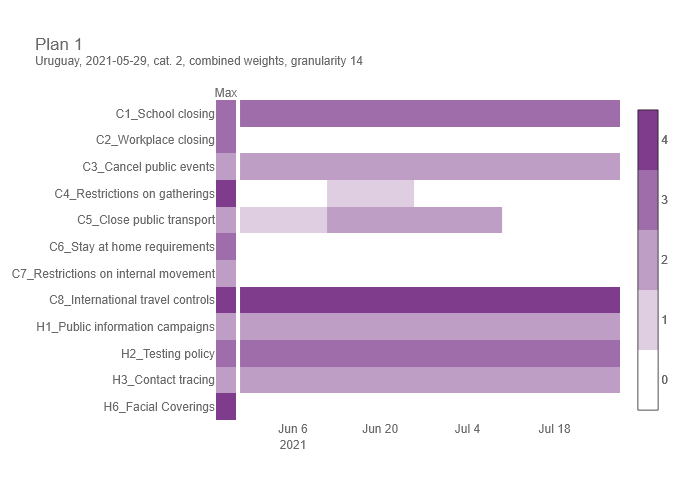 Plan 1
Uruguay, 2021-05-29, cat. 2, combined weights, granularity 14
Max
C1_School closing
C2_Workplace closing
C3_Cancel public events
C4_Restrictions on gatherings
C5_Close public transport
C6_Stay at home requirements
C7_Restrictions on internal movement
C8_International travel controls
H1_Public information campaigns
H2_Testing policy
H3_Contact tracing
H6_Facial Coverings
Jun 6
2021
Jun 20
Jul 4
Jul 18
4
3
2
1
0